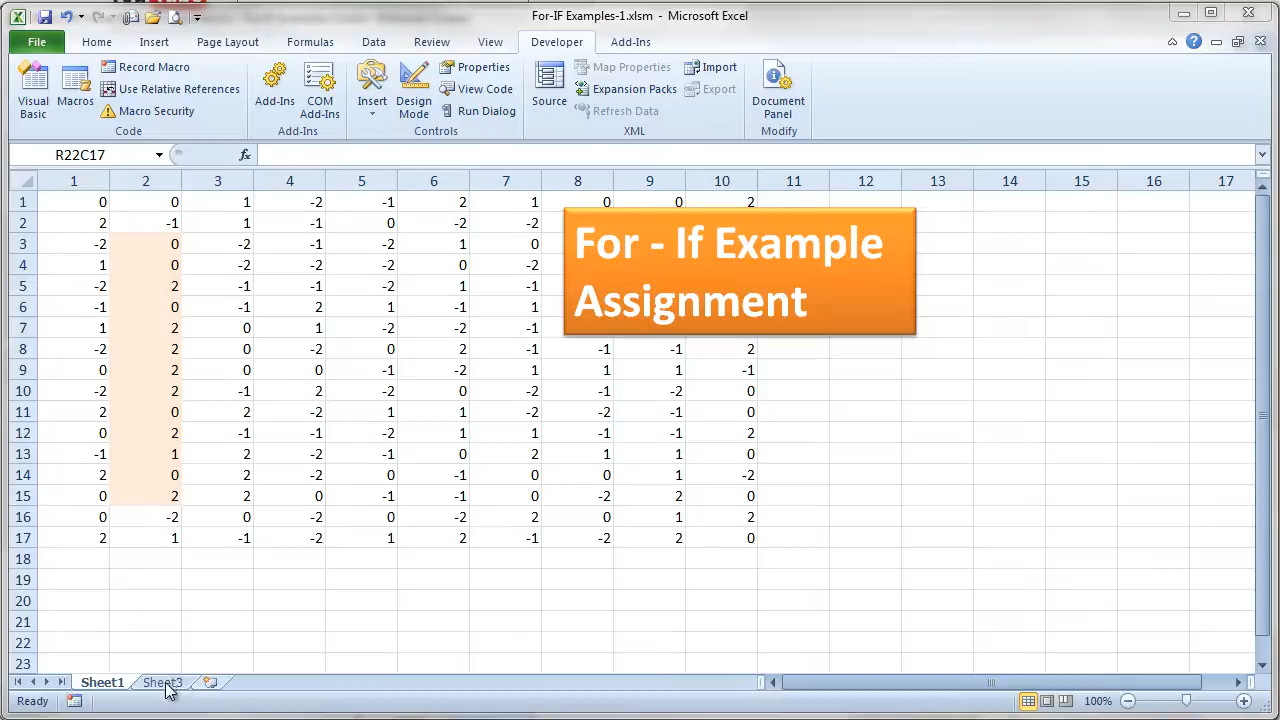 For-IF Examples-1.xlsm - Microsoft Excel
File Home Insert Page Layout Formulas Data Review View Developer Add-Ins
Visual Basic
Macros
Record Macro
Use Relative References
Macro Security
Code
Add-Ins
COM Add-Ins
Add-Ins
Insert
Design Mode
Properties
View Code
Run Dialog
Controls
Source
Map Properties
Expansion Packs
Refresh Data
Import
Export
XML
Document Panel
Modify
R22C17
fx
1 2 3 4 5 6 7 8 9 10 11 12 13 14 15 16 17
1 0 0 1 -2 -1 2 1 0 0 2
2 2 -1 1 -1 0 -2 -2
3 -2 0 -2 -1 -2 1 0
4 1 0 -2 -2 -2 0 -2
5 -2 2 -1 -1 -2 1 -1
6 -1 0 -1 2 1 -1 1
7 1 2 0 1 -2 -2 -1
8 -2 2 0 -2 0 2 -1 -1 -1 2
9 0 2 0 0 -1 -2 1 1 1 -1
10 -2 2 -1 2 -2 0 -2 -1 -2 0
11 2 0 2 -2 1 1 -2 -2 -1 0
12 0 2 -1 -1 -2 1 1 -1 -1 2
13 -1 1 2 -2 -1 0 2 1 1 0
14 2 0 2 -2 0 -1 0 0 1 -2
15 0 2 2 0 -1 -1 0 -2 2 0
16 0 -2 0 -2 0 -2 2 0 1 2
17 2 1 -1 -2 1 2 -1 -2 2 0
18
19
20
21
22
23
For - If Example
Assignment
Sheet1 Sheet3
Ready 100%